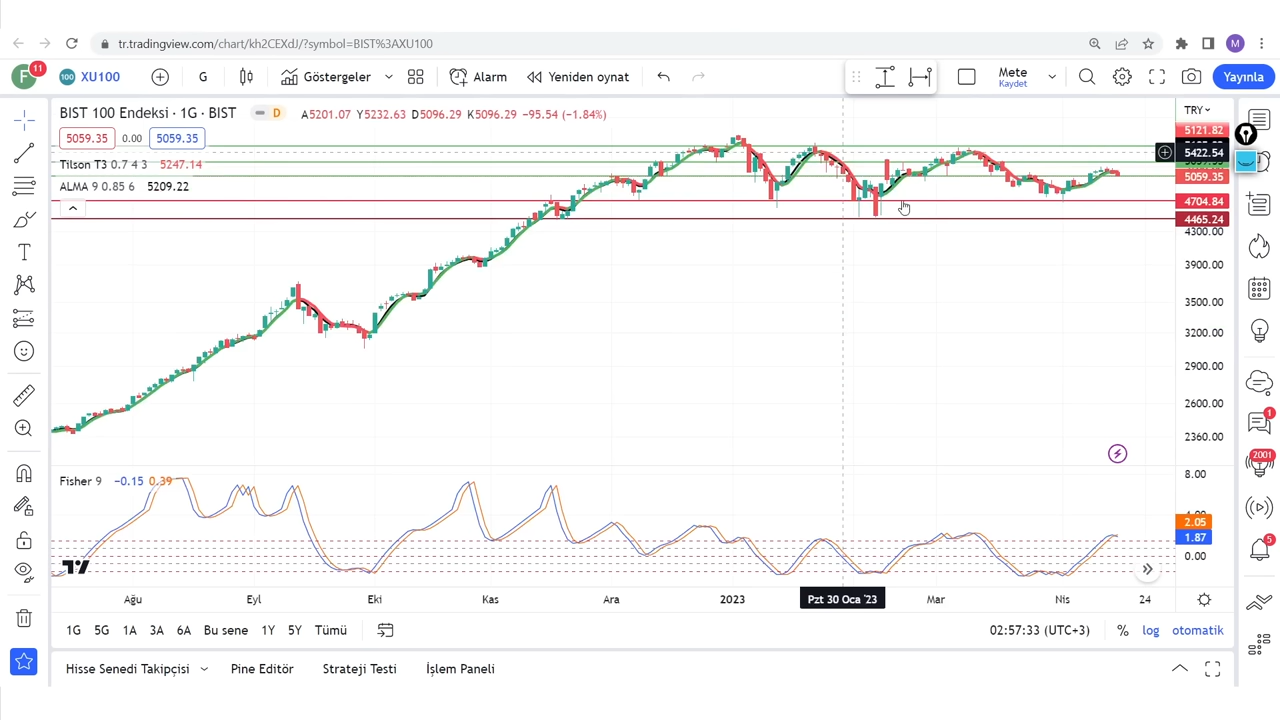 tr.tradingview.com/chart/kh2CEXdJ/?symbol=BIST%3AXU100
M
F 11 100 XU100 G Göstergeler Alarm Yeniden oynat Mete Kaydet Yayınla
BIST 100 Endeksi · 1G · BIST D A5201.07 Y5232.63 D5096.29 K5096.29 −95.54 (−1.84%)
TRY
5059.35 0.00 5059.35
5121.82
5422.54
Tilson T3 0.7 4 3 5247.14
5059.35
ALMA 9 0.85 6 5209.22
4704.84
4465.24
4300.00
3900.00
3500.00
3200.00
2900.00
2600.00
2360.00
Fisher 9 −0.15 0.39
8.00
2.05
1.87
0.00
1
2001
5
Ağu Eyl Eki Kas Ara 2023 Pzt 30 Oca '23 Mar Nis 24
1G 5G 1A 3A 6A Bu sene 1Y 5Y Tümü 02:57:33 (UTC+3) % log otomatik
Hisse Senedi Takipçisi Pine Editör Strateji Testi İşlem Paneli